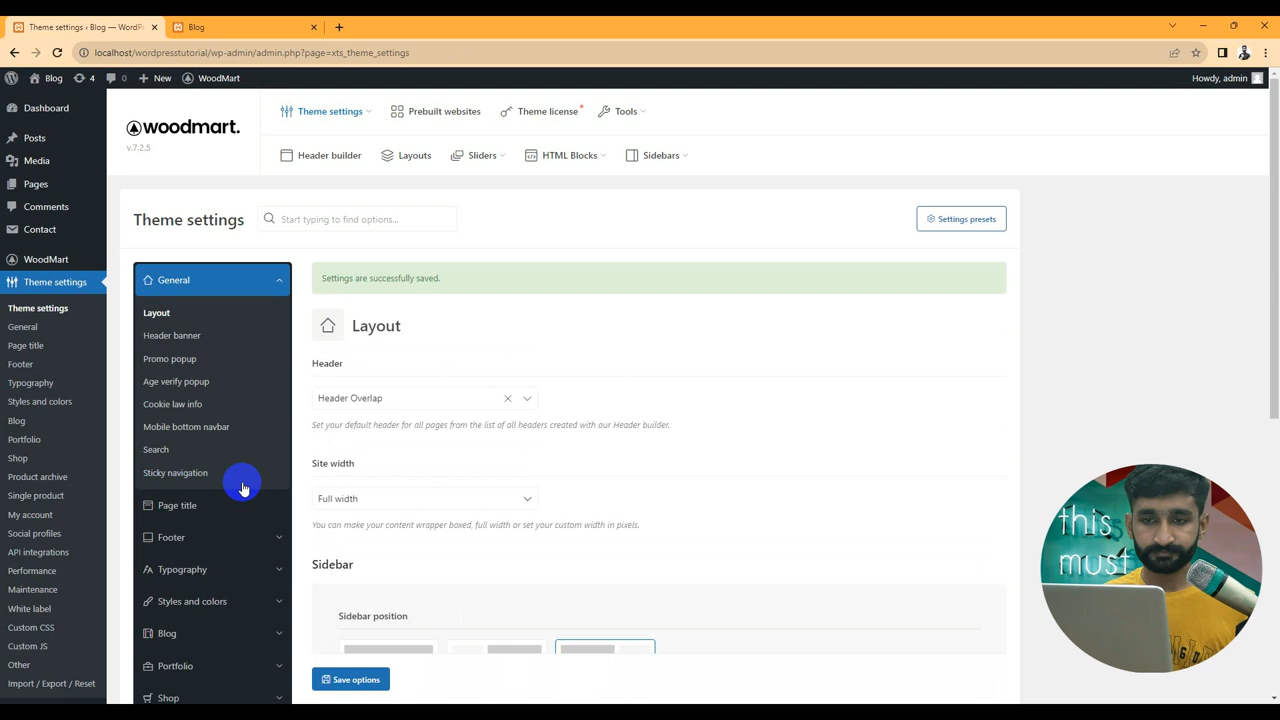 Theme settings ‹ Blog — WordP
Blog
localhost/wordpresstutorial/wp-admin/admin.php?page=xts_theme_settings
Blog 4 0 New WoodMart Howdy, admin
Dashboard
Posts
Media
Pages
Comments
Contact
WoodMart
Theme settings
Theme settings
General
Page title
Footer
Typography
Styles and colors
Blog
Portfolio
Shop
Product archive
Single product
My account
Social profiles
API integrations
Performance
Maintenance
White label
Custom CSS
Custom JS
Other
Import / Export / Reset
woodmart.
v.7.2.5
Theme settings Prebuilt websites Theme license Tools
Header builder Layouts Sliders HTML Blocks Sidebars
Theme settings
Start typing to find options...
Settings presets
General
Layout
Header banner
Promo popup
Age verify popup
Cookie law info
Mobile bottom navbar
Search
Sticky navigation
Page title
Footer
Typography
Styles and colors
Blog
Portfolio
Shop
Settings are successfully saved.
Layout
Header
Header Overlap
Set your default header for all pages from the list of all headers created with our Header builder.
Site width
Full width
You can make your content wrapper boxed, full width or set your custom width in pixels.
Sidebar
Sidebar position
Save options
this
must